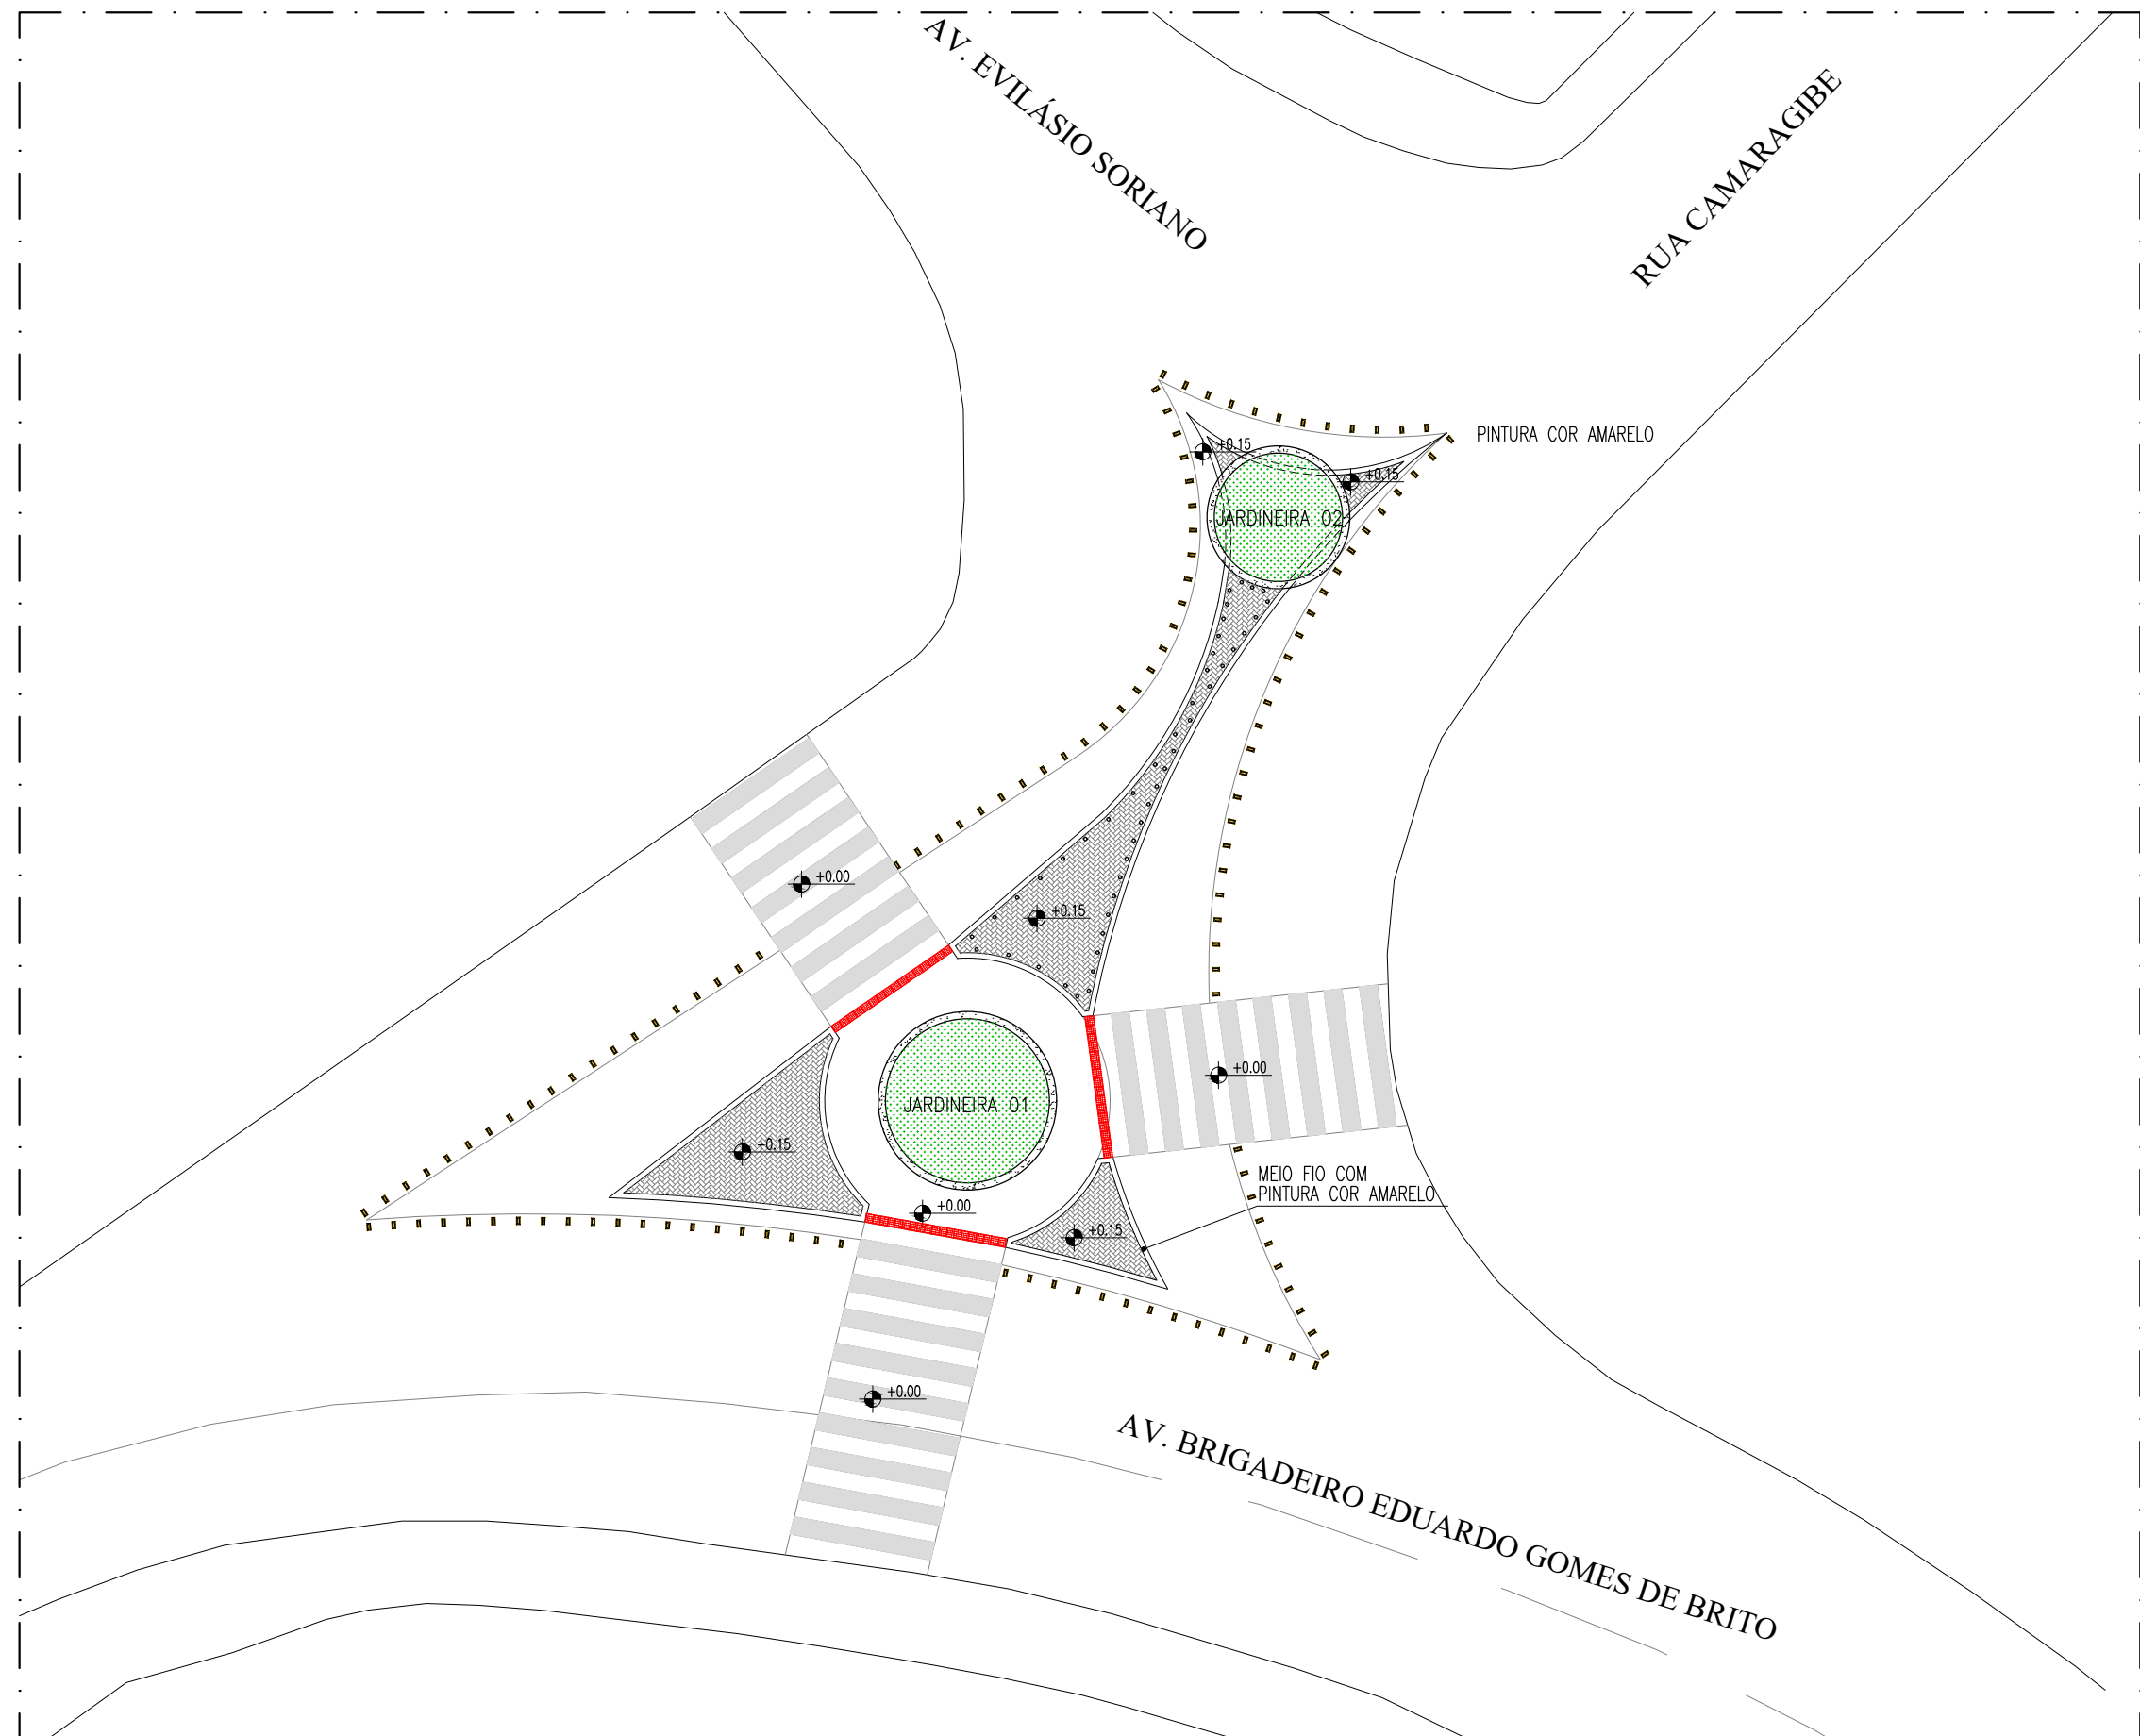 AV. EVILÁSIO SORIANO
RUA CAMARAGIBE
PINTURA COR AMARELO
+0.15
+0.15
JARDINEIRA 02
+0.00
+0.15
+0.00
JARDINEIRA 01
+0.15
MEIO FIO COM
PINTURA COR AMARELO
+0.00
+0.15
+0.00
AV. BRIGADEIRO EDUARDO GOMES DE BRITO